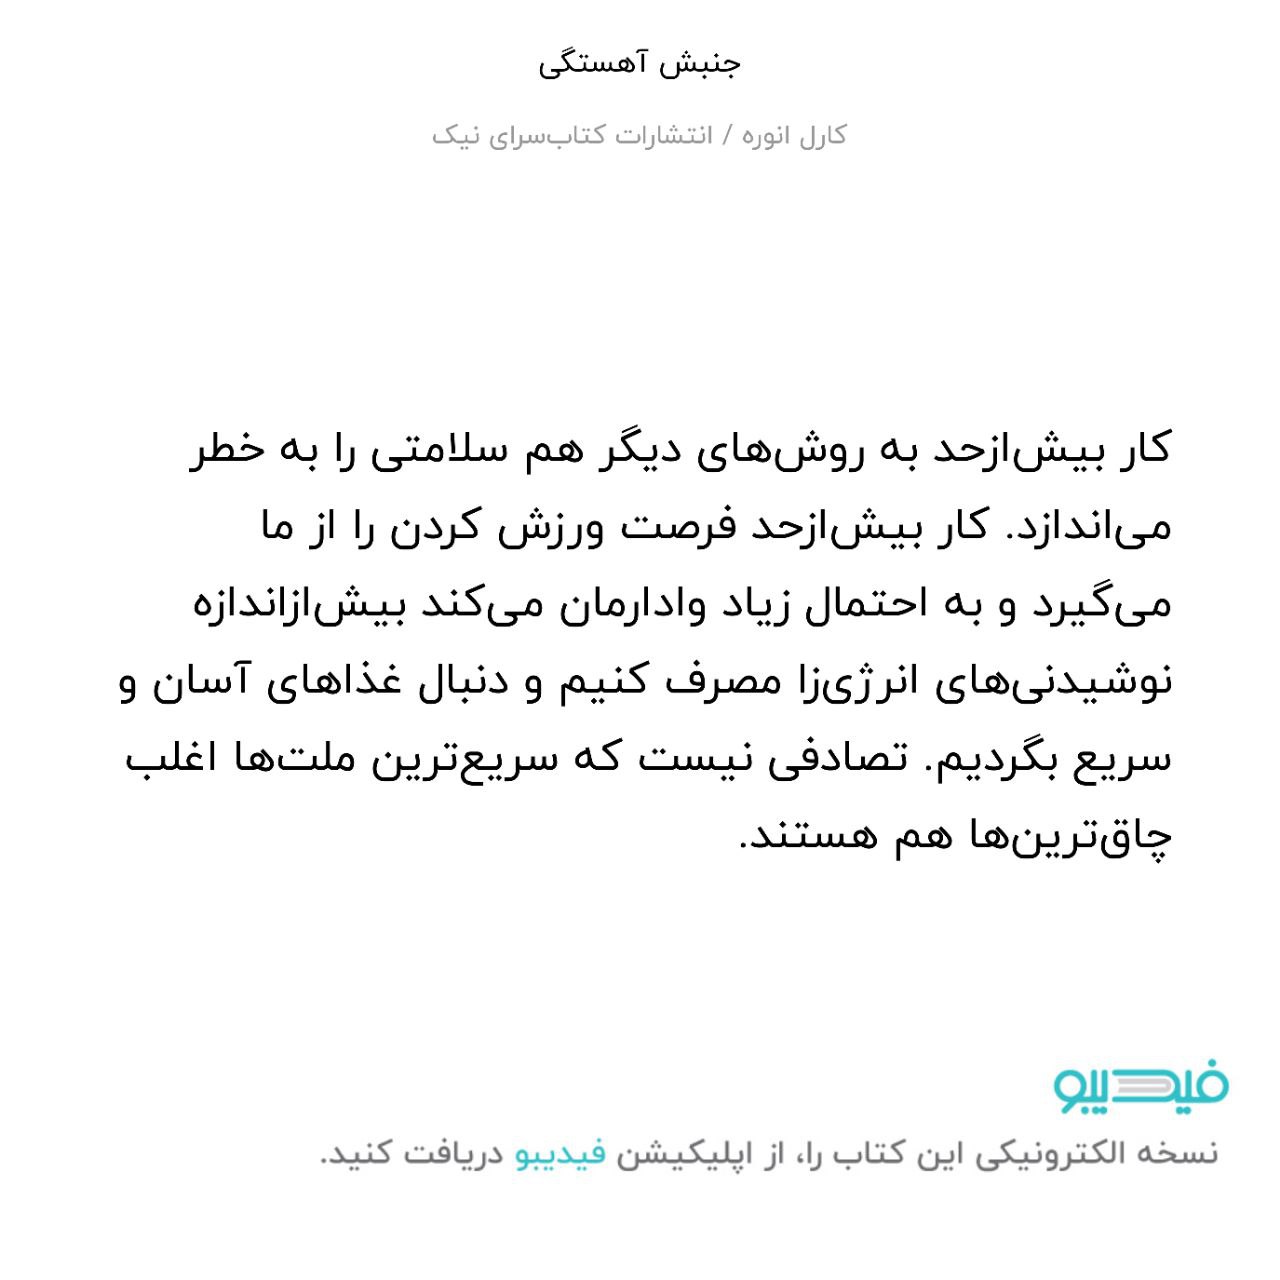 جنبش آهستگی
کارل انوره / انتشارات کتاب‌سرای نیک
کار بیش‌ازحد به روش‌های دیگر هم سلامتی را به خطر
می‌اندازد. کار بیش‌ازحد فرصت ورزش کردن را از ما
می‌گیرد و به احتمال زیاد وادارمان می‌کند بیش‌ازاندازه
نوشیدنی‌های انرژی‌زا مصرف کنیم و دنبال غذاهای آسان و
سریع بگردیم. تصادفی نیست که سریع‌ترین ملت‌ها اغلب
چاق‌ترین‌ها هم هستند.
فیدیبو
نسخه الکترونیکی این کتاب را، از اپلیکیشن فیدیبو دریافت کنید.